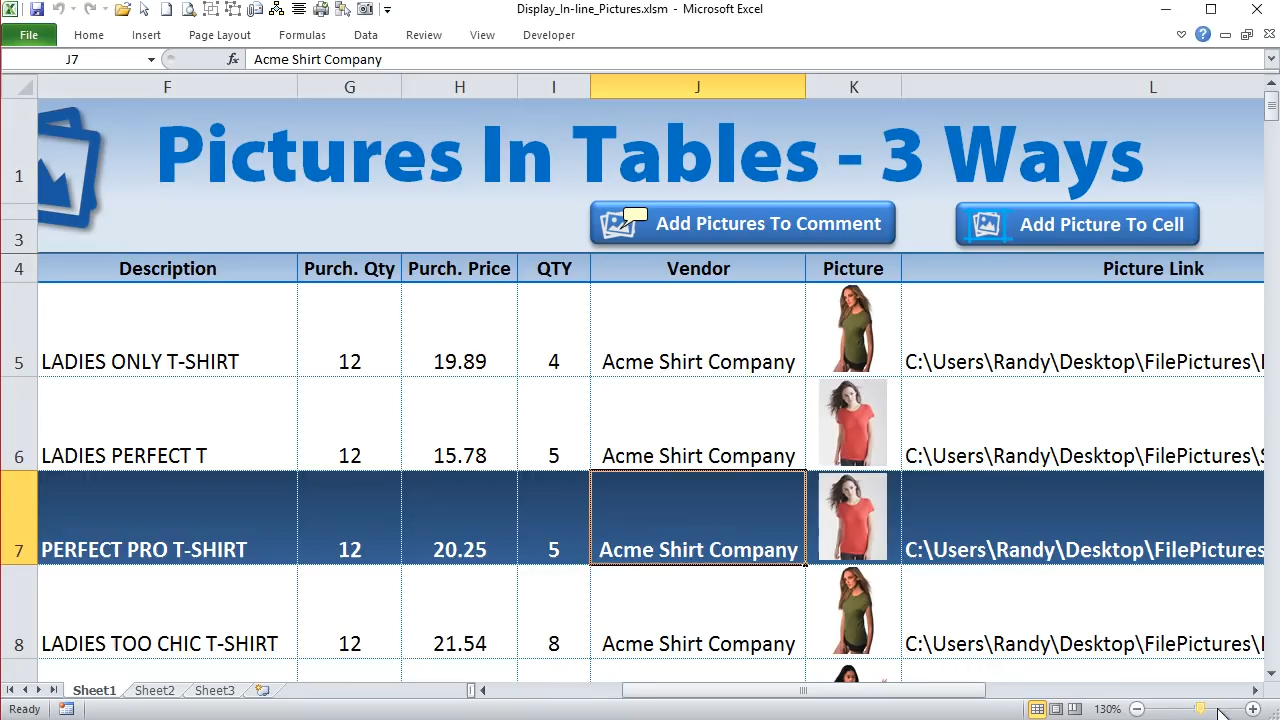 Display_In-line_Pictures.xlsm - Microsoft Excel
File Home Insert Page Layout Formulas Data Review View Developer
J7 fx Acme Shirt Company
F G H I J K L
1 Pictures In Tables - 3 Ways
3 Add Pictures To Comment Add Picture To Cell
4 Description Purch. Qty Purch. Price QTY Vendor Picture Picture Link
5 LADIES ONLY T-SHIRT 12 19.89 4 Acme Shirt Company C:\Users\Randy\Desktop\FilePictures\
6 LADIES PERFECT T 12 15.78 5 Acme Shirt Company C:\Users\Randy\Desktop\FilePictures\
7 PERFECT PRO T-SHIRT 12 20.25 5 Acme Shirt Company C:\Users\Randy\Desktop\FilePictures
8 LADIES TOO CHIC T-SHIRT 12 21.54 8 Acme Shirt Company C:\Users\Randy\Desktop\FilePictures\
Sheet1 Sheet2 Sheet3
Ready 130%